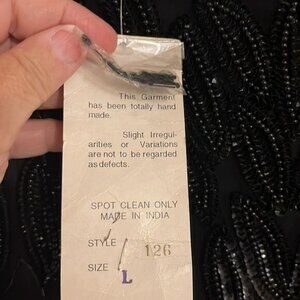 This Garment
has been totally hand
made.
Slight Irregul-
arities or Variations
are not to be regarded
as defects.
SPOT CLEAN ONLY
MADE IN INDIA
STYLE 126
SIZE L